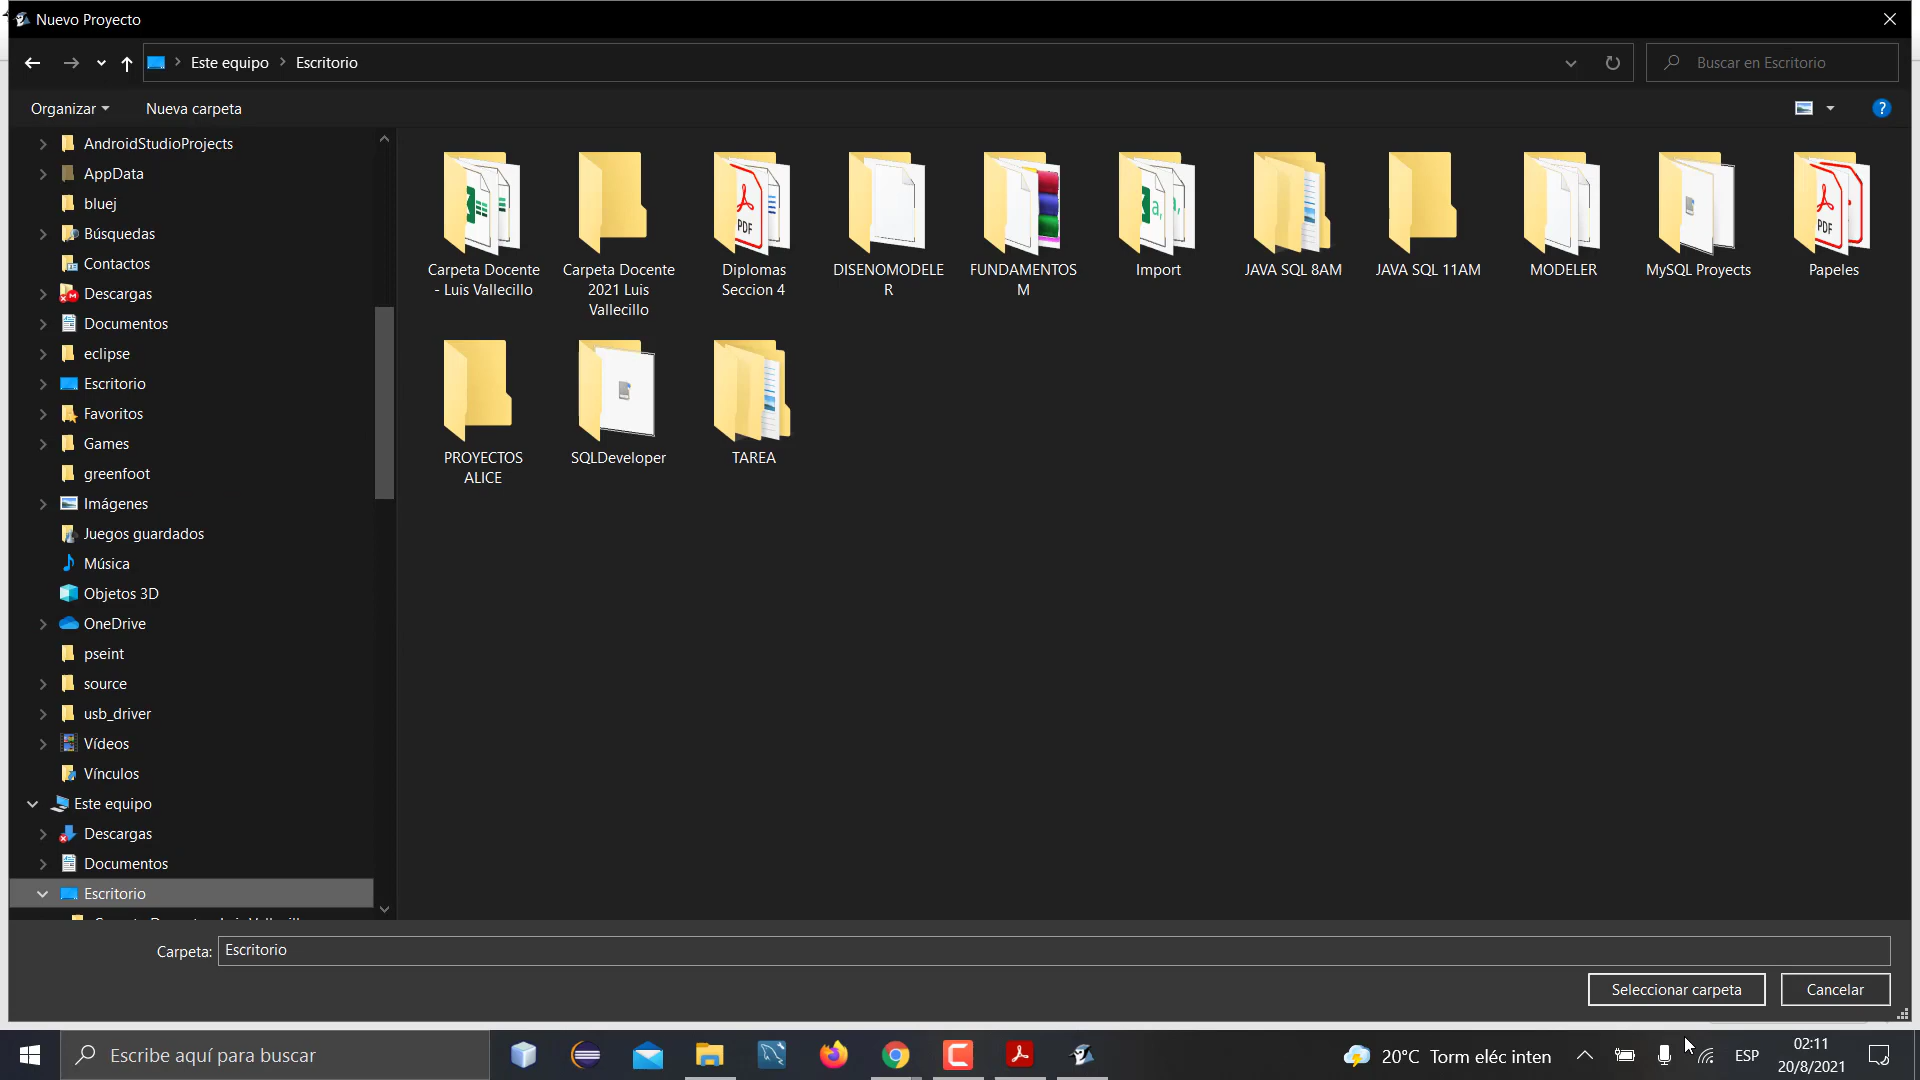 Nuevo Proyecto
Este equipo
Escritorio
Buscar en Escritorio
Organizar
Nueva carpeta
AndroidStudioProjects
AppData
bluej
Búsquedas
Contactos
Descargas
Documentos
eclipse
Escritorio
Favoritos
Games
greenfoot
Imágenes
Juegos guardados
Música
Objetos 3D
OneDrive
pseint
source
usb_driver
Vídeos
Vínculos
Este equipo
Descargas
Documentos
Escritorio
Carpeta Docente
- Luis Vallecillo
Carpeta Docente
2021 Luis
Vallecillo
Diplomas
Seccion 4
DISENOMODELE
R
FUNDAMENTOS
M
Import
JAVA SQL 8AM
JAVA SQL 11AM
MODELER
MySQL Proyects
Papeles
PROYECTOS
ALICE
SQLDeveloper
TAREA
Carpeta:
Escritorio
Seleccionar carpeta
Cancelar
Escribe aquí para buscar
20°C Torm eléc inten
ESP
02:11
20/8/2021